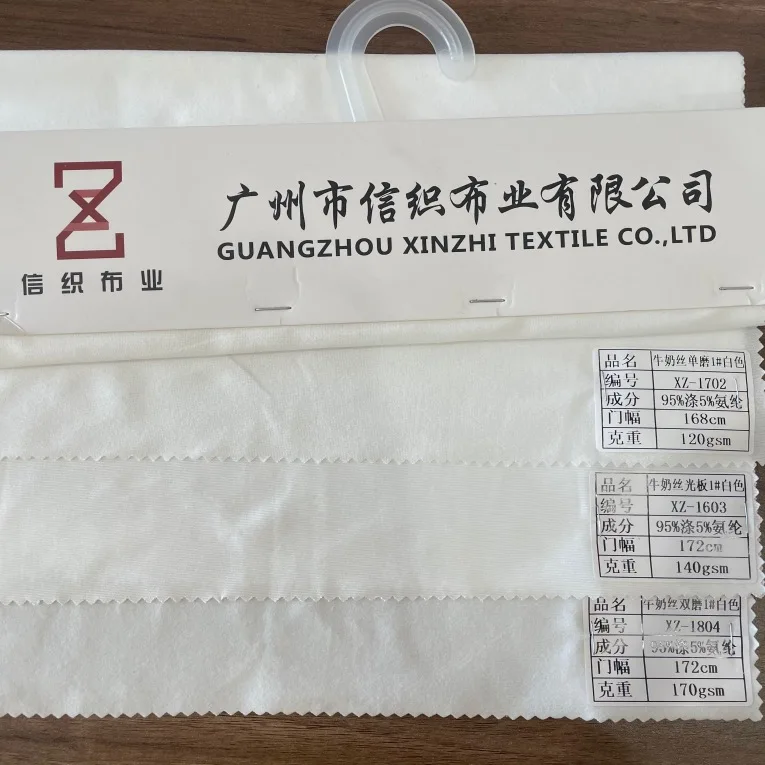 广州市信织布业有限公司
GUANGZHOU XINZHI TEXTILE CO.,LTD
信织布业
品名 牛奶丝单磨1#白色
编号 XZ-1702
成分 95%涤5%氨纶
门幅 168cm
克重 120gsm
品名 牛奶丝光板1#白色
编号 XZ-1603
成分 95%涤5%氨纶
门幅 172cm
克重 140gsm
品名 牛奶丝双磨1#白色
编号 XZ-1804
成分 95%涤5%氨纶
门幅 172cm
克重 170gsm